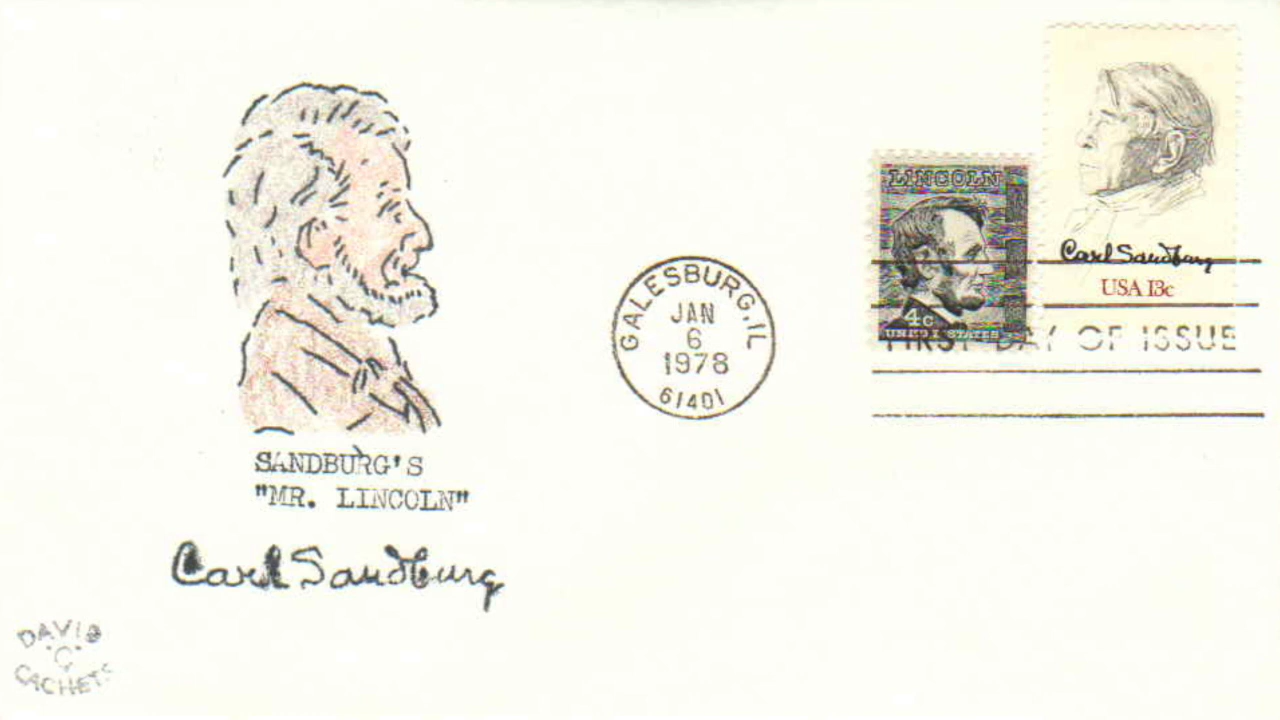 SANDBURG'S
"MR. LINCOLN"
Carl Sandburg
DAVID
"C"
CACHETS
GALESBURG, IL
JAN
6
1978
61401
LINCOLN
4c
UNITED STATES
Carl Sandburg
USA 13c
FIRST DAY OF ISSUE